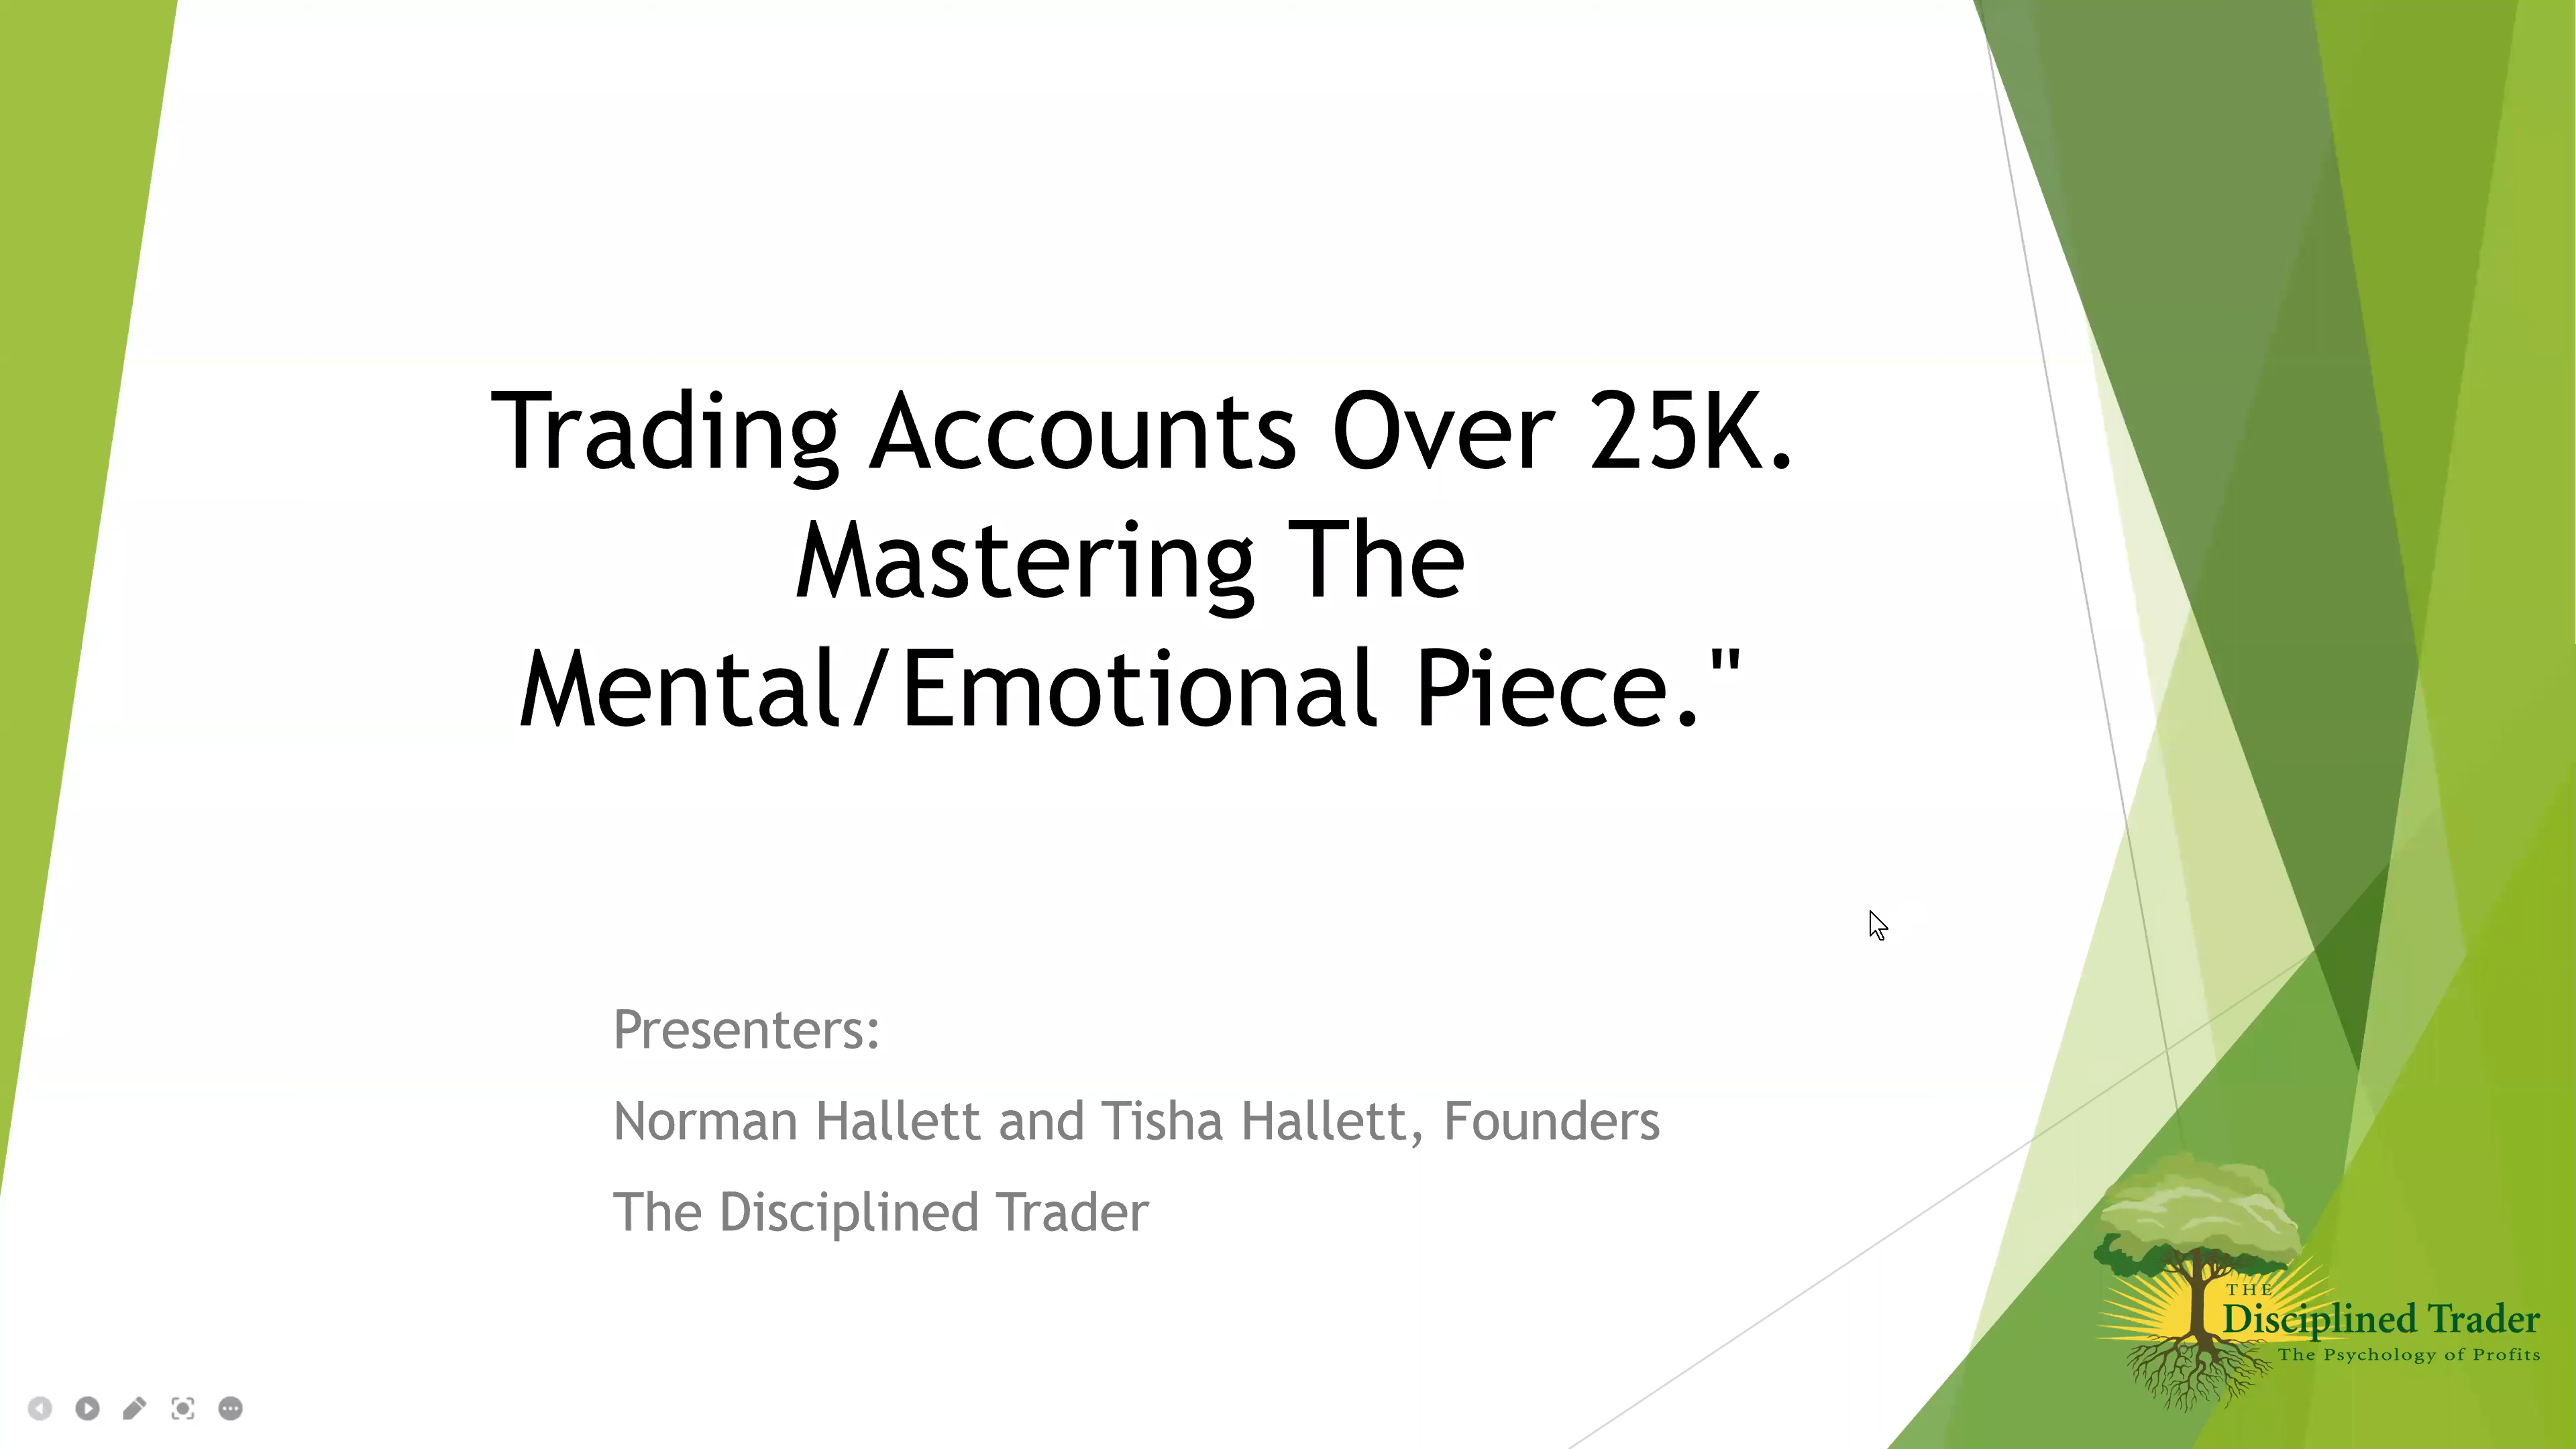 Trading Accounts Over 25K.
Mastering The
Mental/Emotional Piece."
Presenters:
Norman Hallett and Tisha Hallett, Founders
The Disciplined Trader
THE
Disciplined Trader
The Psychology of Profits